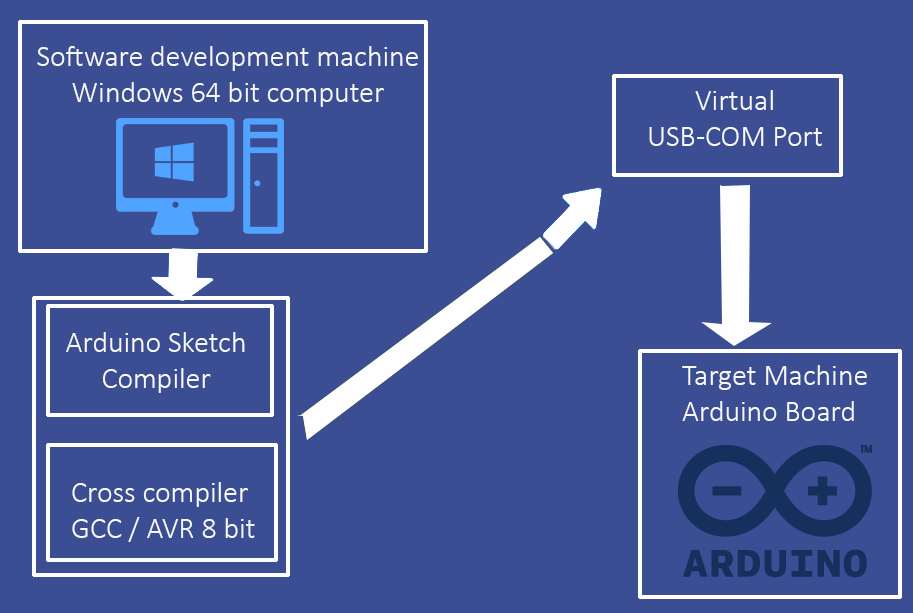 Software development machine
Windows 64 bit computer
Arduino Sketch
Compiler
Cross compiler
GCC / AVR 8 bit
Virtual
USB-COM Port
Target Machine
Arduino Board
TM
ARDUINO